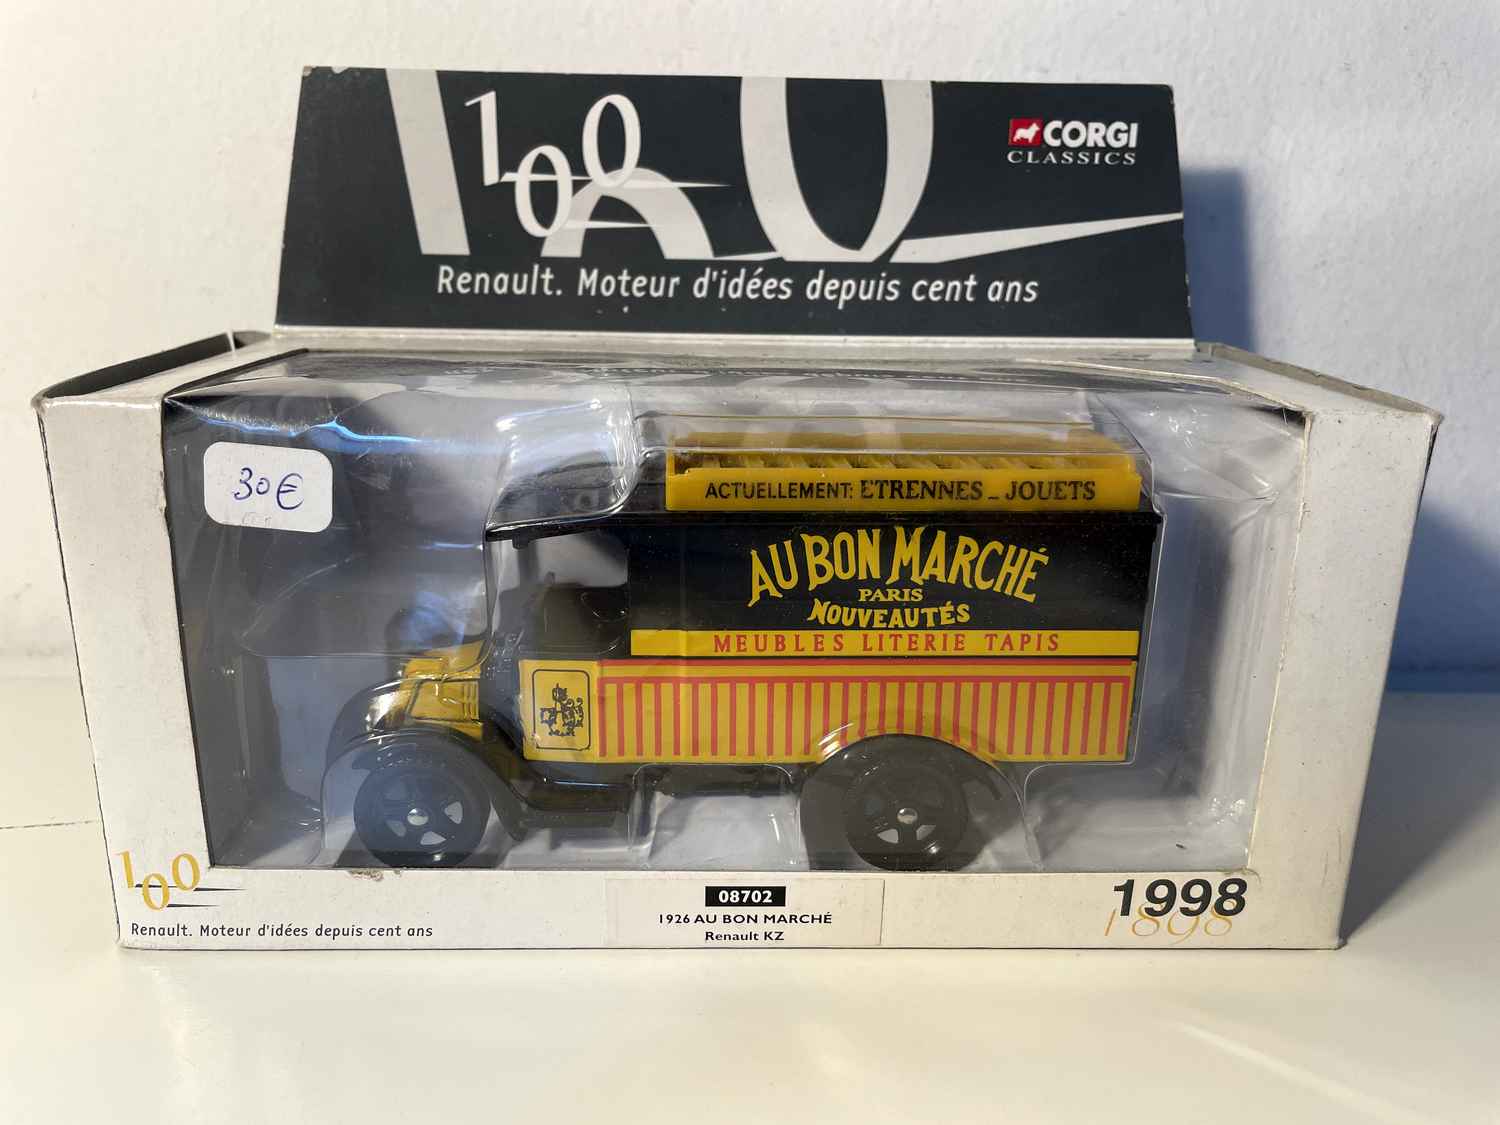 100
CORGI
CLASSICS
Renault. Moteur d'idées depuis cent ans
30€
ACTUELLEMENT: ETRENNES - JOUETS
AU BON MARCHÉ
PARIS
NOUVEAUTÉS
MEUBLES LITERIE TAPIS
100
Renault. Moteur d'idées depuis cent ans
08702
1926 AU BON MARCHÉ
Renault KZ
1998
1898